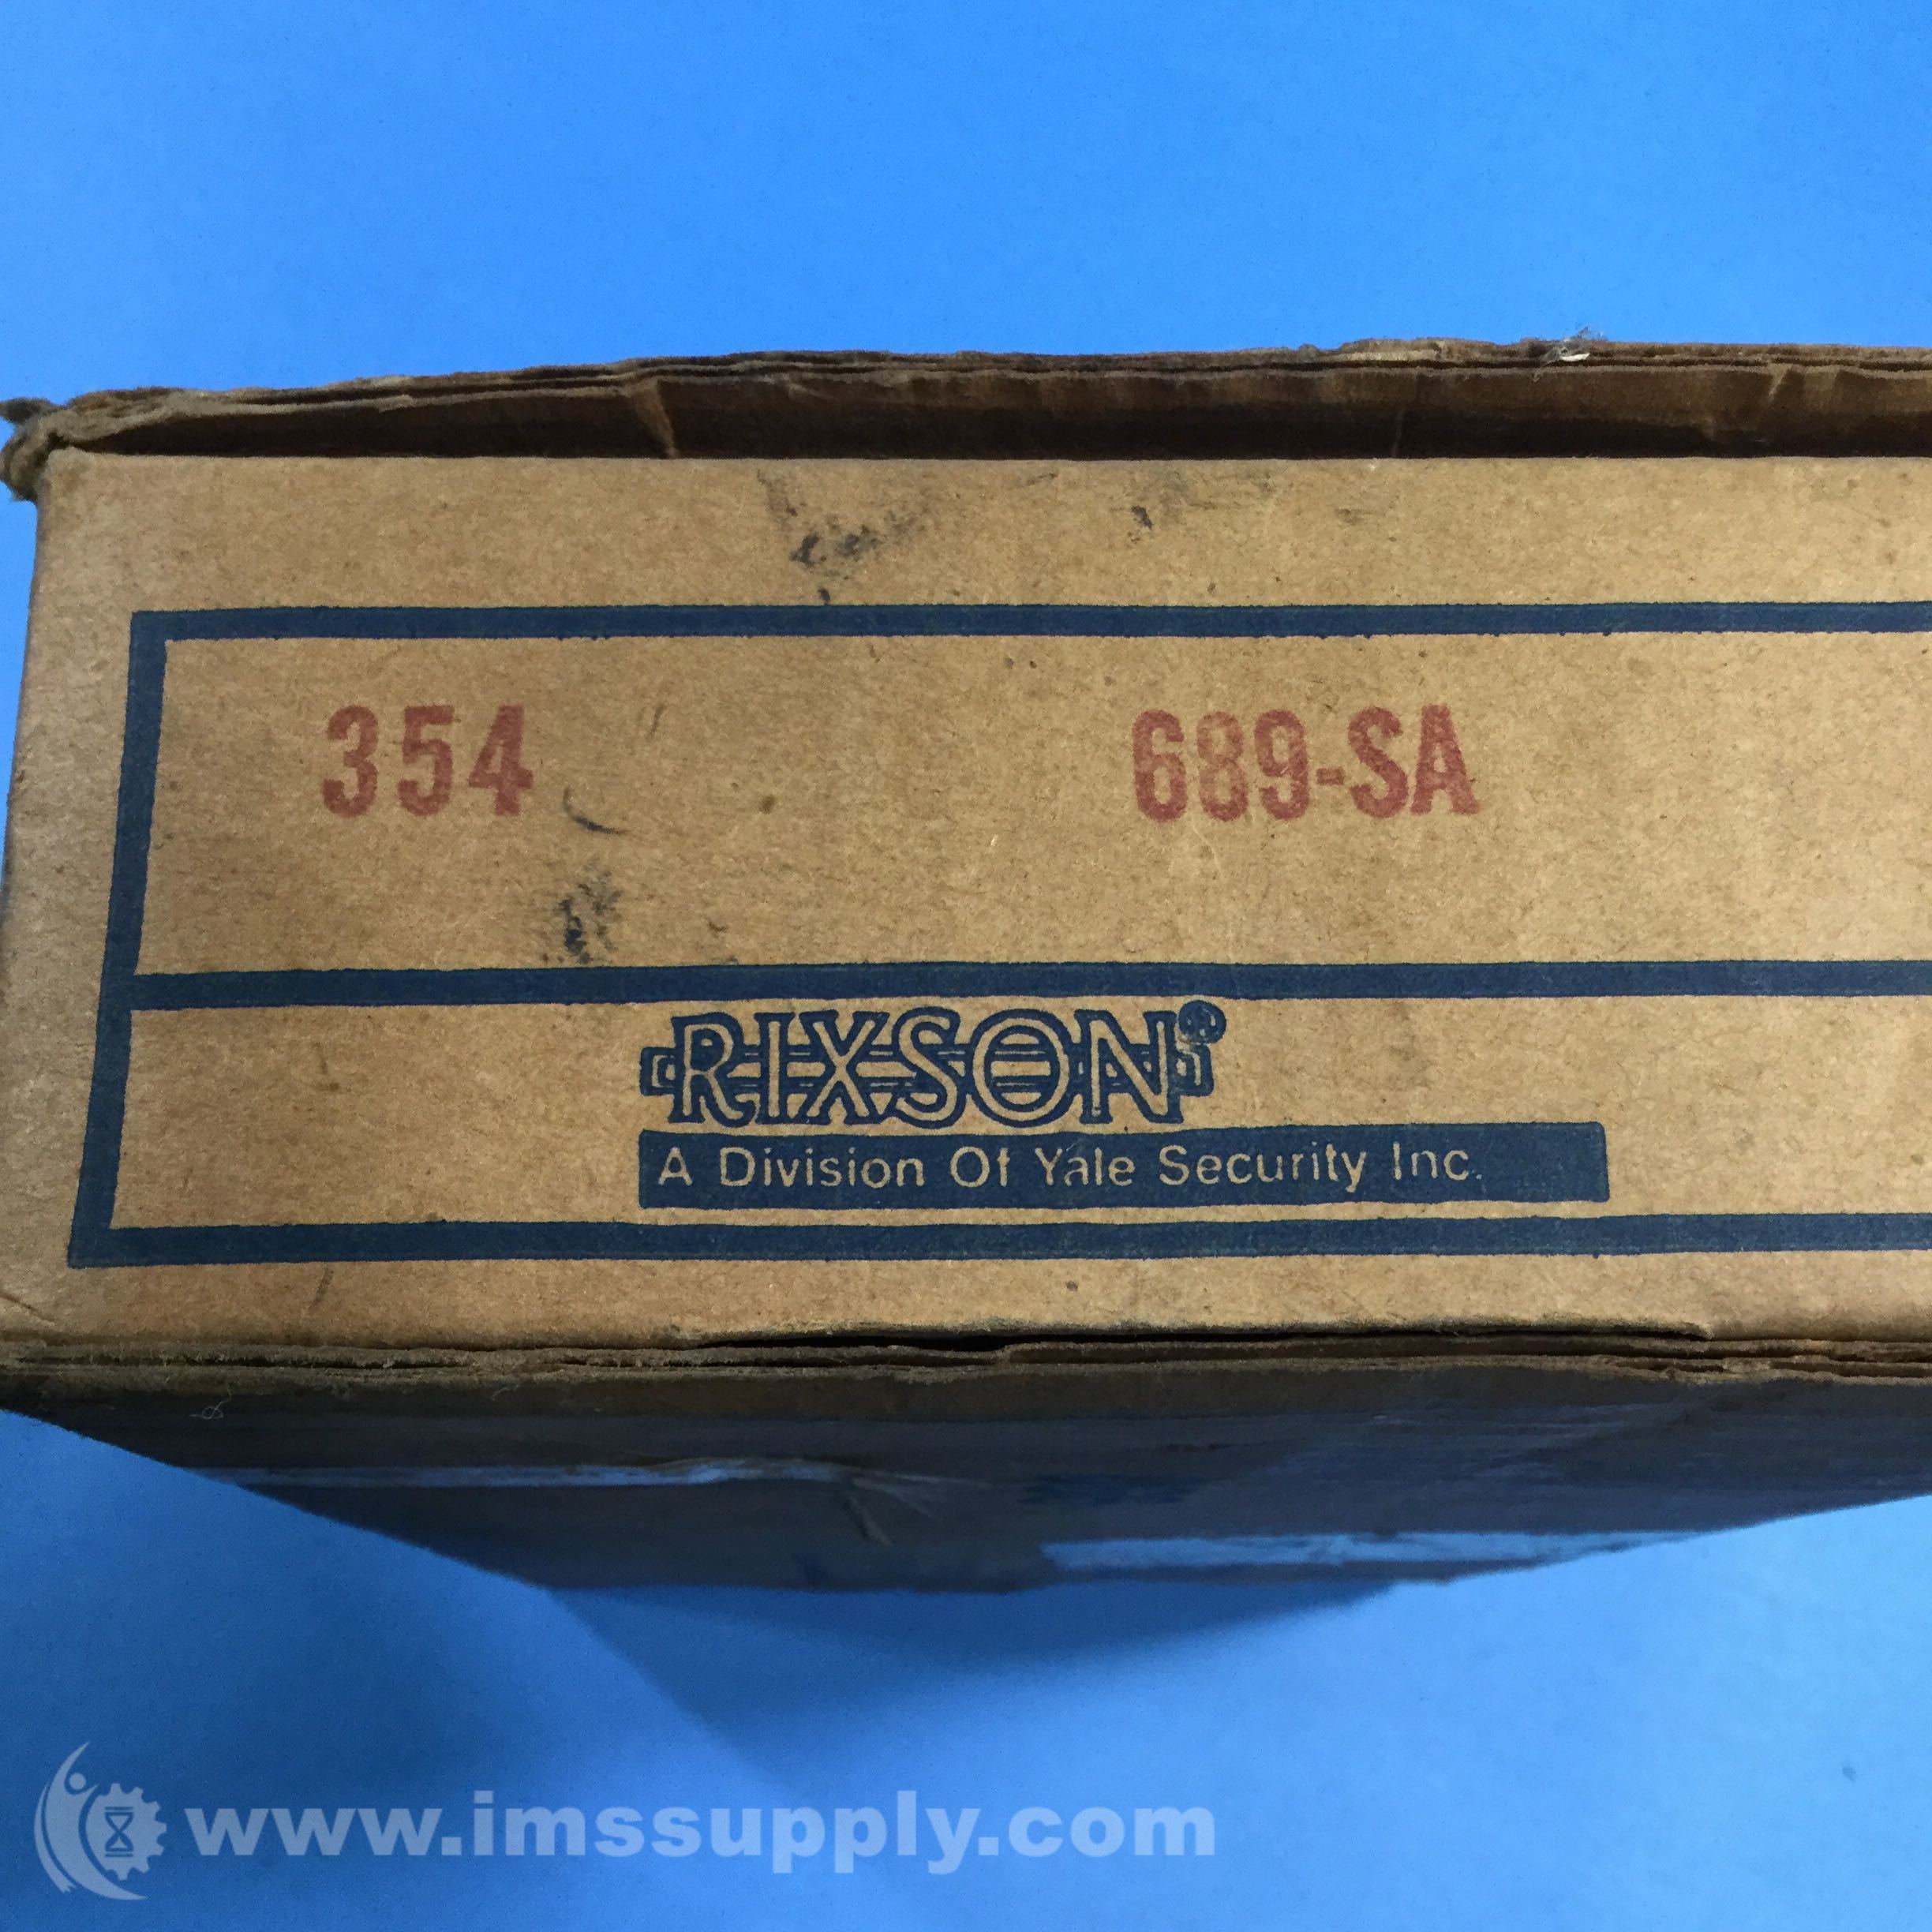 354 689-SA
RIXSON®
A Division Of Yale Security Inc.
www.imssupply.com